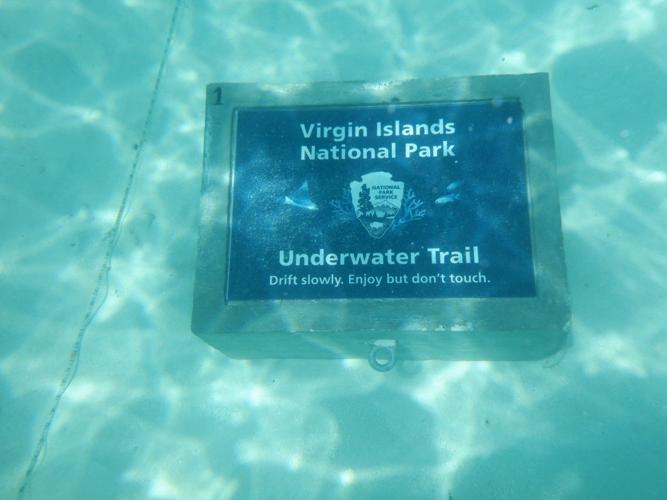 1
Virgin Islands
National Park
NATIONAL
PARK
SERVICE
Underwater Trail
Drift slowly. Enjoy but don't touch.